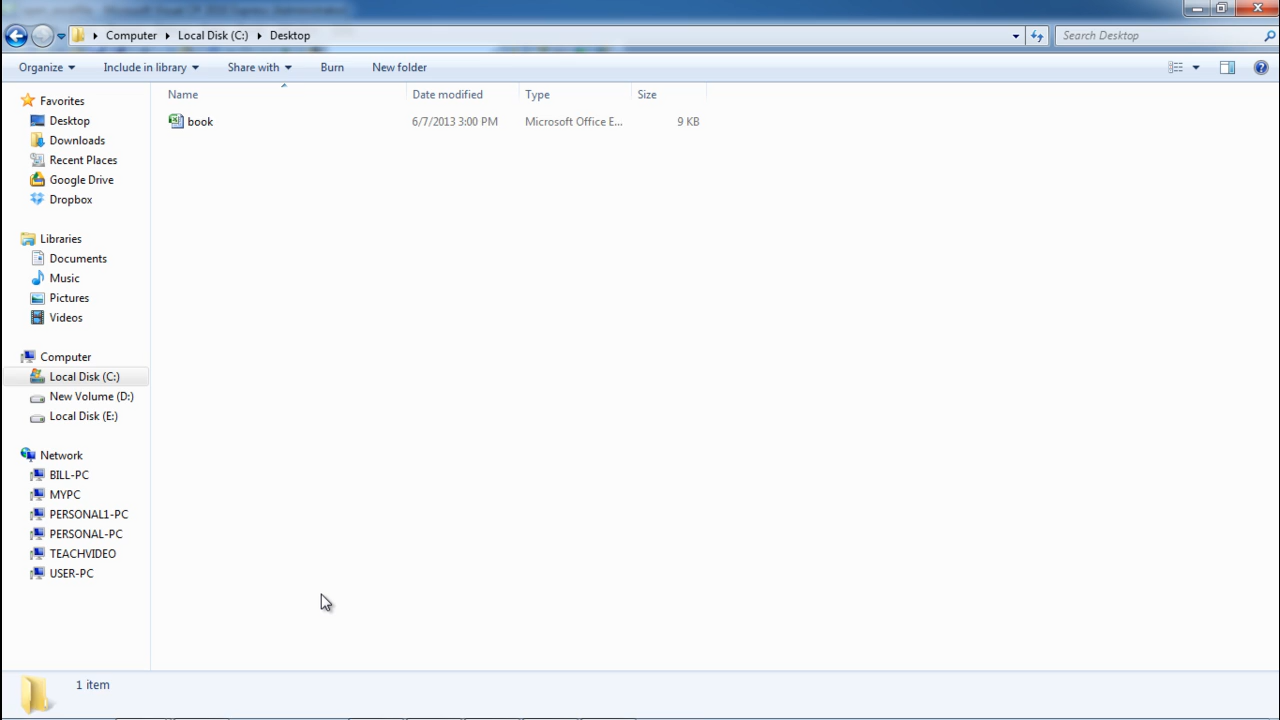 Computer Local Disk (C:) Desktop
Search Desktop
Organize Include in library Share with Burn New folder
Name Date modified Type Size
book 6/7/2013 3:00 PM Microsoft Office E... 9 KB
Favorites
Desktop
Downloads
Recent Places
Google Drive
Dropbox
Libraries
Documents
Music
Pictures
Videos
Computer
Local Disk (C:)
New Volume (D:)
Local Disk (E:)
Network
BILL-PC
MYPC
PERSONAL1-PC
PERSONAL-PC
TEACHVIDEO
USER-PC
1 item